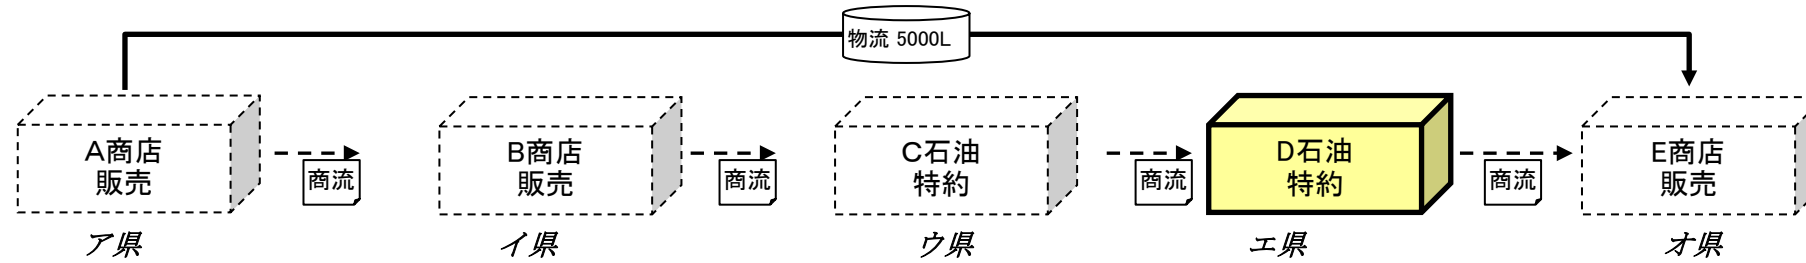 物流 5000L
A商店
販売
商流
B商店
販売
商流
C石油
特約
商流
D石油
特約
商流
E商店
販売
ア県
イ県
ウ県
エ県
オ県